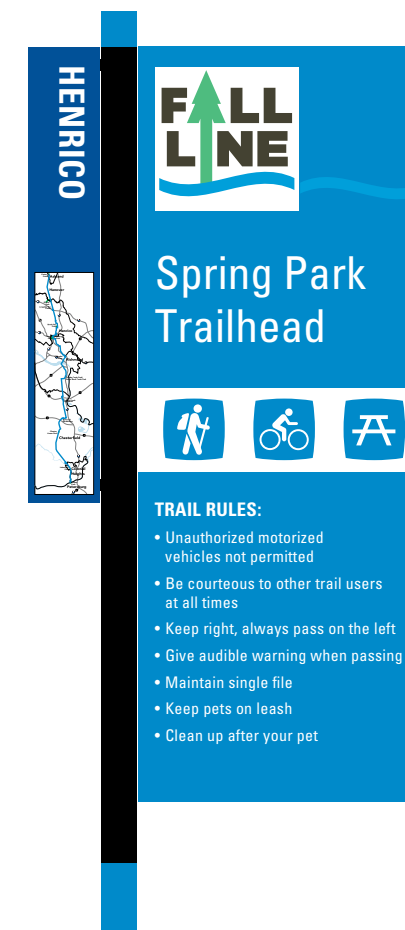 HENRICO
FALL
LINE
Spring Park
Trailhead
Chesterfield
TRAIL RULES:
• Unauthorized motorized
vehicles not permitted
• Be courteous to other trail users
at all times
• Keep right, always pass on the left
• Give audible warning when passing
• Maintain single file
• Keep pets on leash
• Clean up after your pet